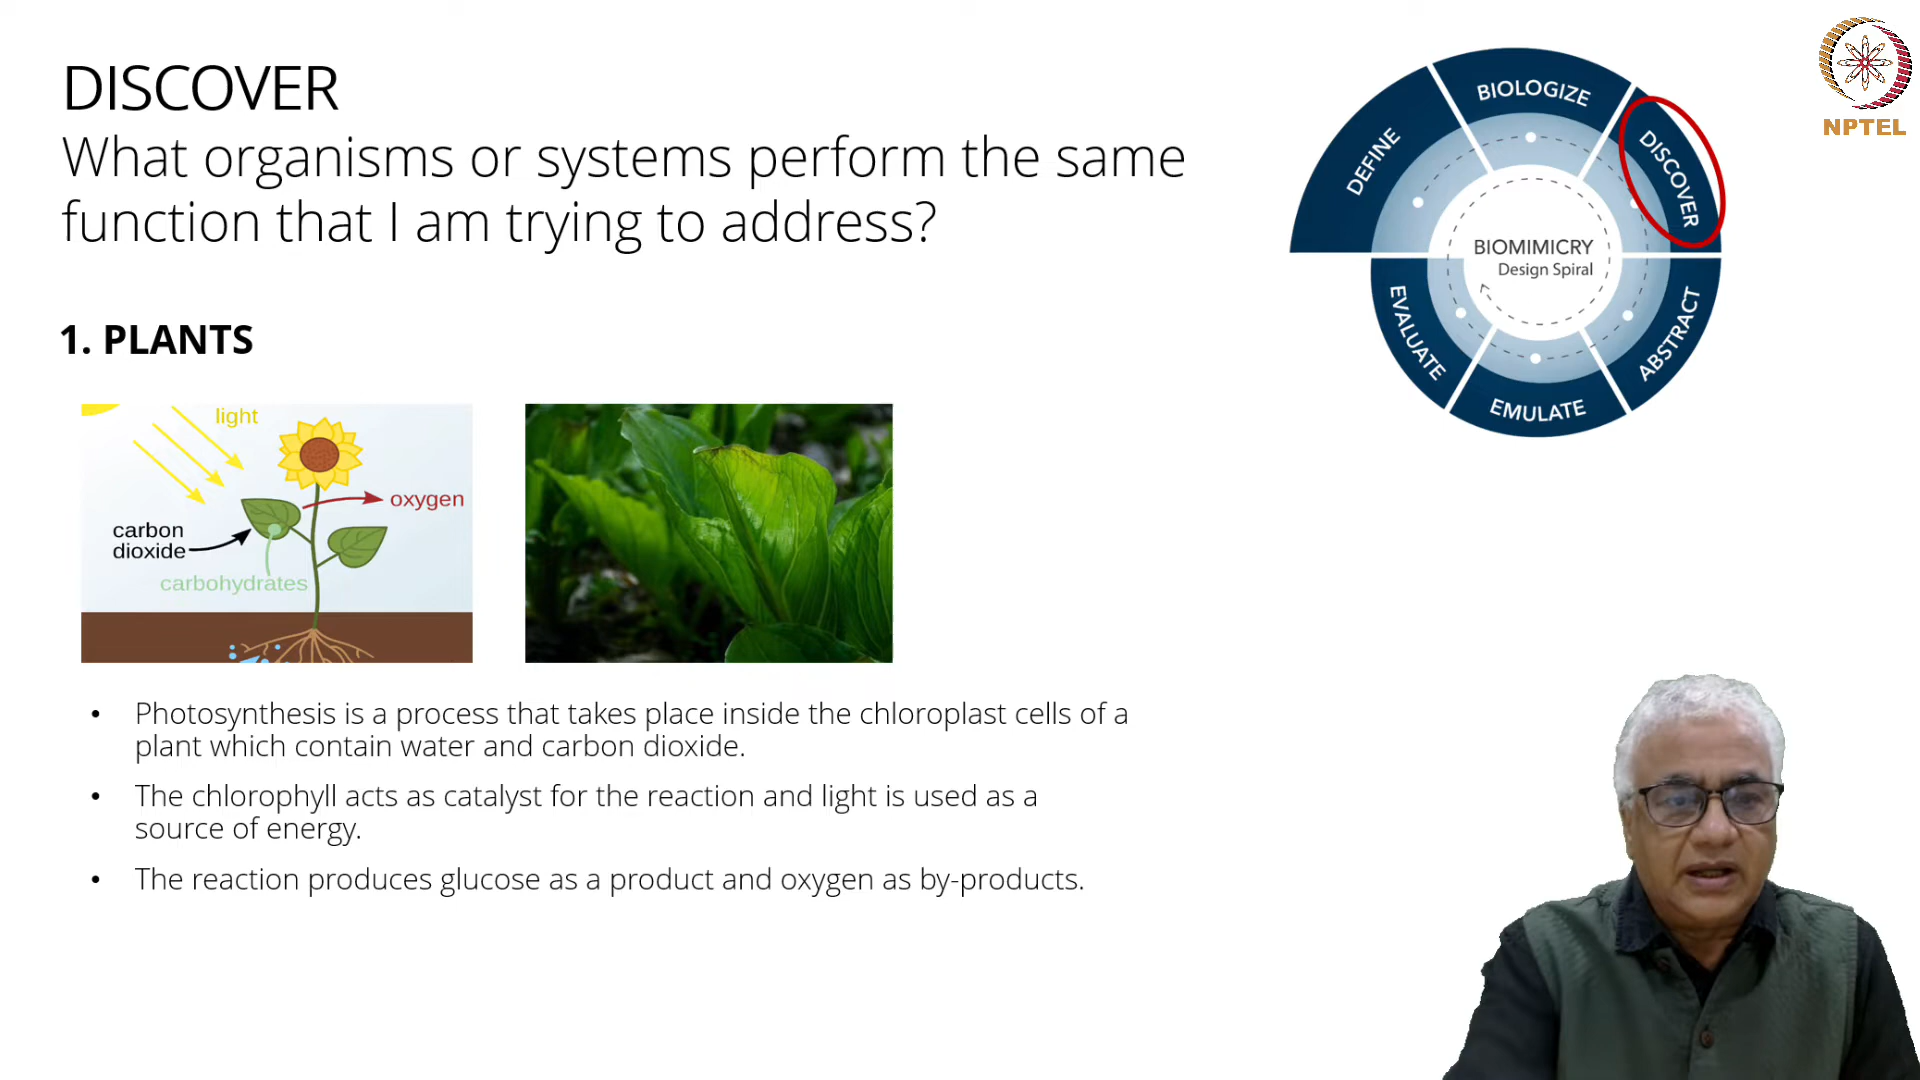 DISCOVER
What organisms or systems perform the same
function that I am trying to address?
1. PLANTS
light
oxygen
carbon
dioxide
carbohydrates
• Photosynthesis is a process that takes place inside the chloroplast cells of a
plant which contain water and carbon dioxide.
• The chlorophyll acts as catalyst for the reaction and light is used as a
source of energy.
• The reaction produces glucose as a product and oxygen as by-products.
DEFINE
BIOLOGIZE
DISCOVER
ABSTRACT
EMULATE
EVALUATE
BIOMIMICRY
Design Spiral
NPTEL